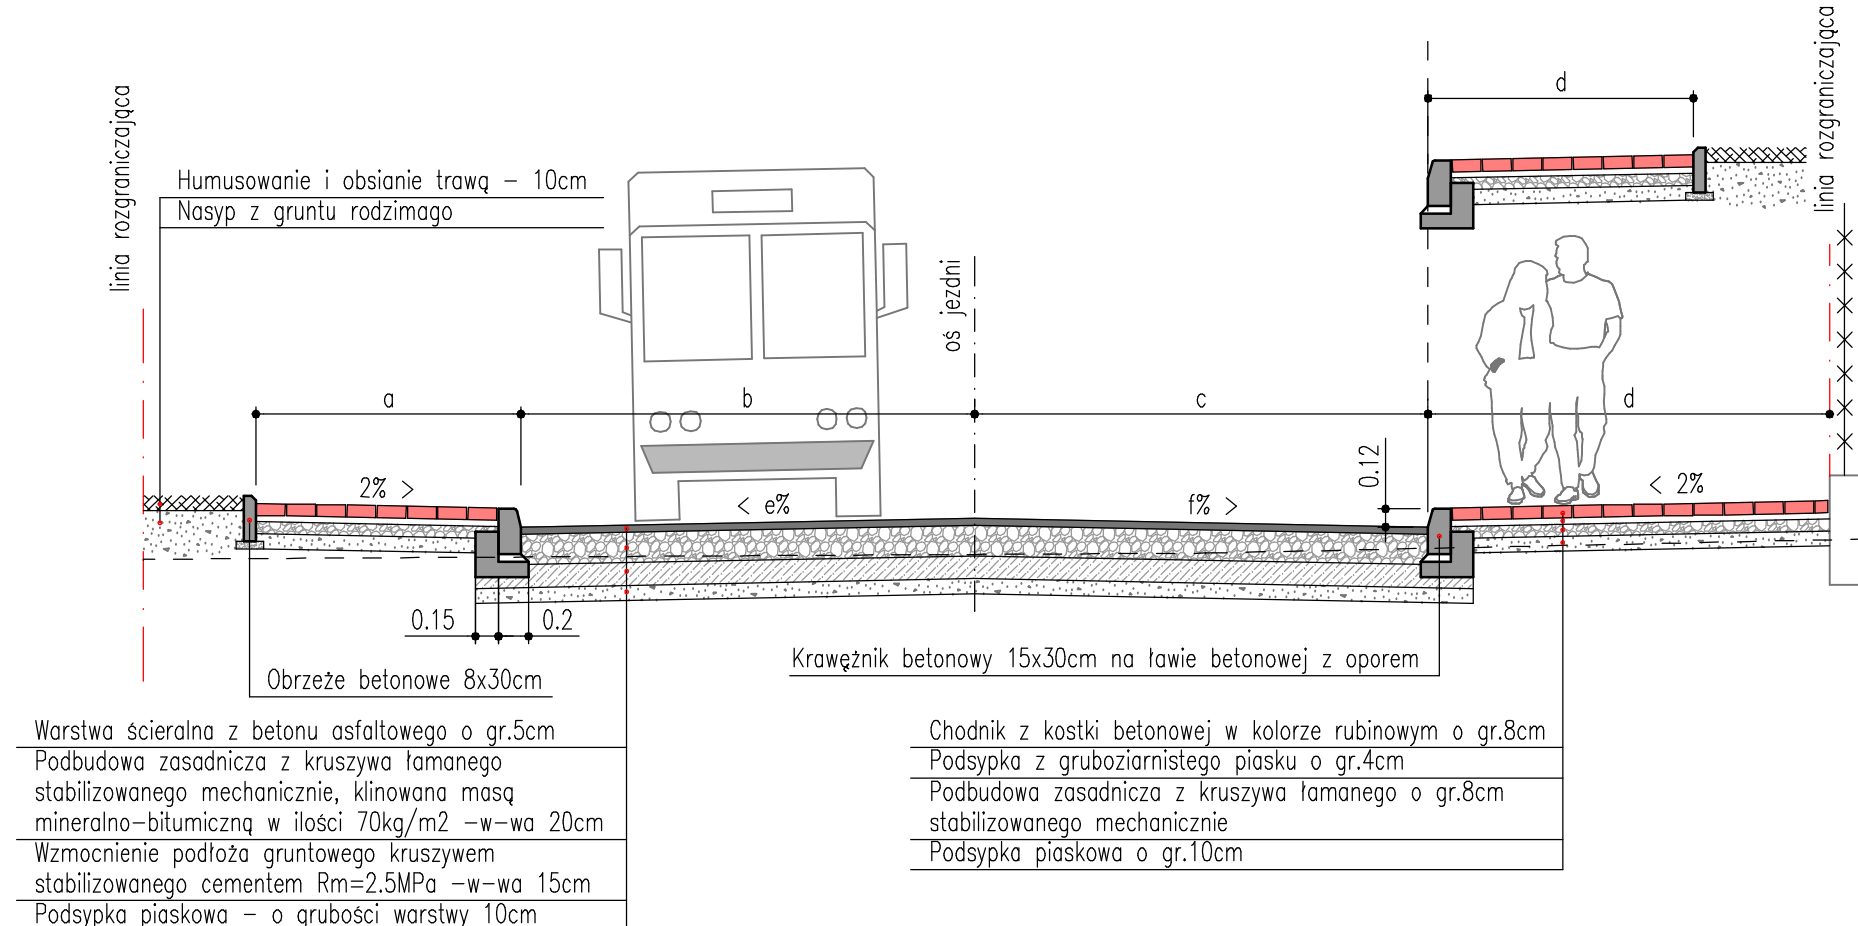 linia rozgraniczająca
Humusowanie i obsianie trawą – 10cm
Nasyp z gruntu rodzimago
oś jezdni
d
linia rozgraniczająca
a
b
c
d
0.12
2% >
< e%
f% >
< 2%
0.15
0.2
Krawężnik betonowy 15x30cm na ławie betonowej z oporem
Obrzeże betonowe 8x30cm
Warstwa ścieralna z betonu asfaltowego o gr.5cm
Podbudowa zasadnicza z kruszywa łamanego
stabilizowanego mechanicznie, klinowana masą
mineralno-bitumiczną w ilości 70kg/m2 -w-wa 20cm
Wzmocnienie podłoża gruntowego kruszywem
stabilizowanego cementem Rm=2.5MPa -w-wa 15cm
Podsypka piaskowa – o grubości warstwy 10cm
Chodnik z kostki betonowej w kolorze rubinowym o gr.8cm
Podsypka z gruboziarnistego piasku o gr.4cm
Podbudowa zasadnicza z kruszywa łamanego o gr.8cm
stabilizowanego mechanicznie
Podsypka piaskowa o gr.10cm